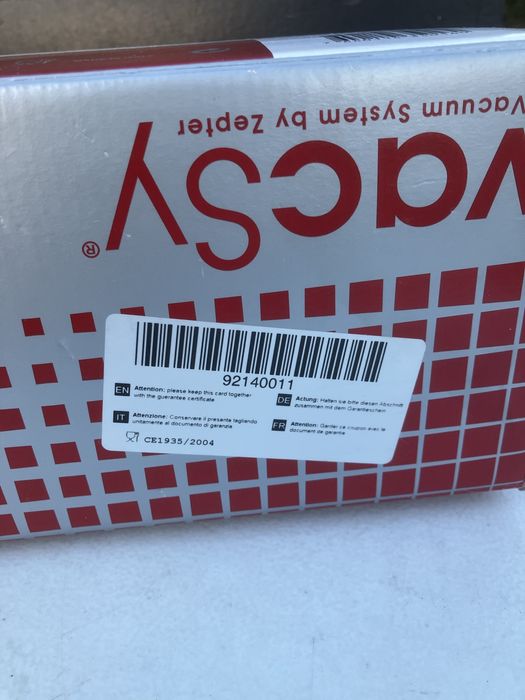 Vacuum System by Zepter
vacSy®
92140011
EN Attention: please keep this card together
with the guarantee certificate
DE Actung: Halten sie bitte diesen Abschnitt
zusammen mit dem Garantieschein
IT Attenzione: Conservare il presente tagliando
unitamente al documento di garanzia
FR Attention: Garder ce coupon avec le
document de garantie
CE1935/2004